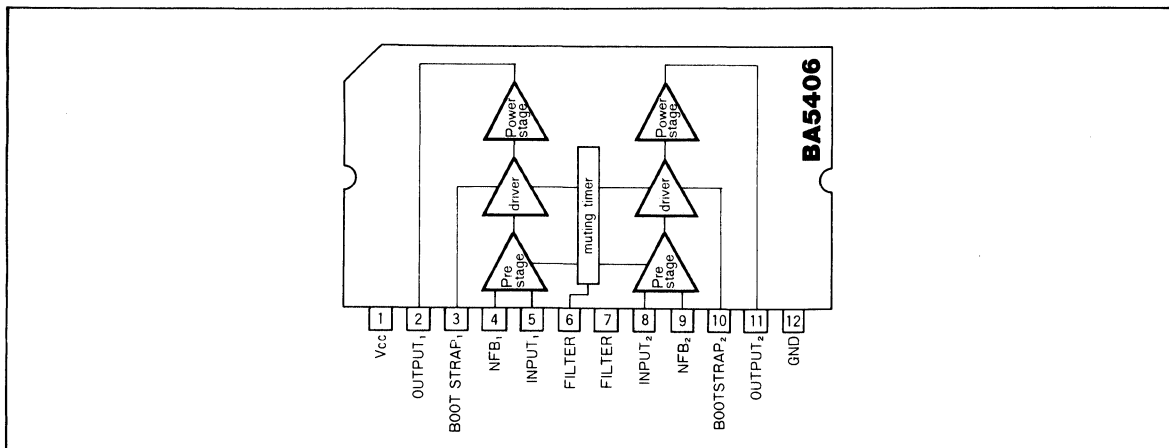 BA5406
Power stage
Power stage
driver
driver
muting timer
Pre stage
Pre stage
1 2 3 4 5 6 7 8 9 10 11 12
Vcc
OUTPUT₁
BOOT STRAP₁
NFB₁
INPUT₁
FILTER
FILTER
INPUT₂
NFB₂
BOOTSTRAP₂
OUTPUT₂
GND